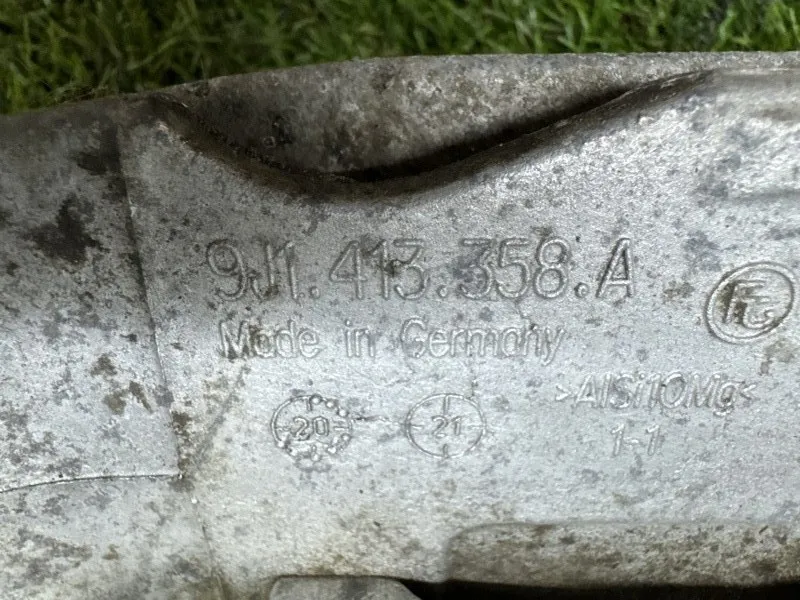 9J1.413.358.A
Made in Germany
20 21
>AlSi10Mg<
1-1